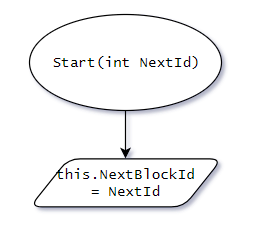 Start(int NextId)
this.NextBlockId
= NextId